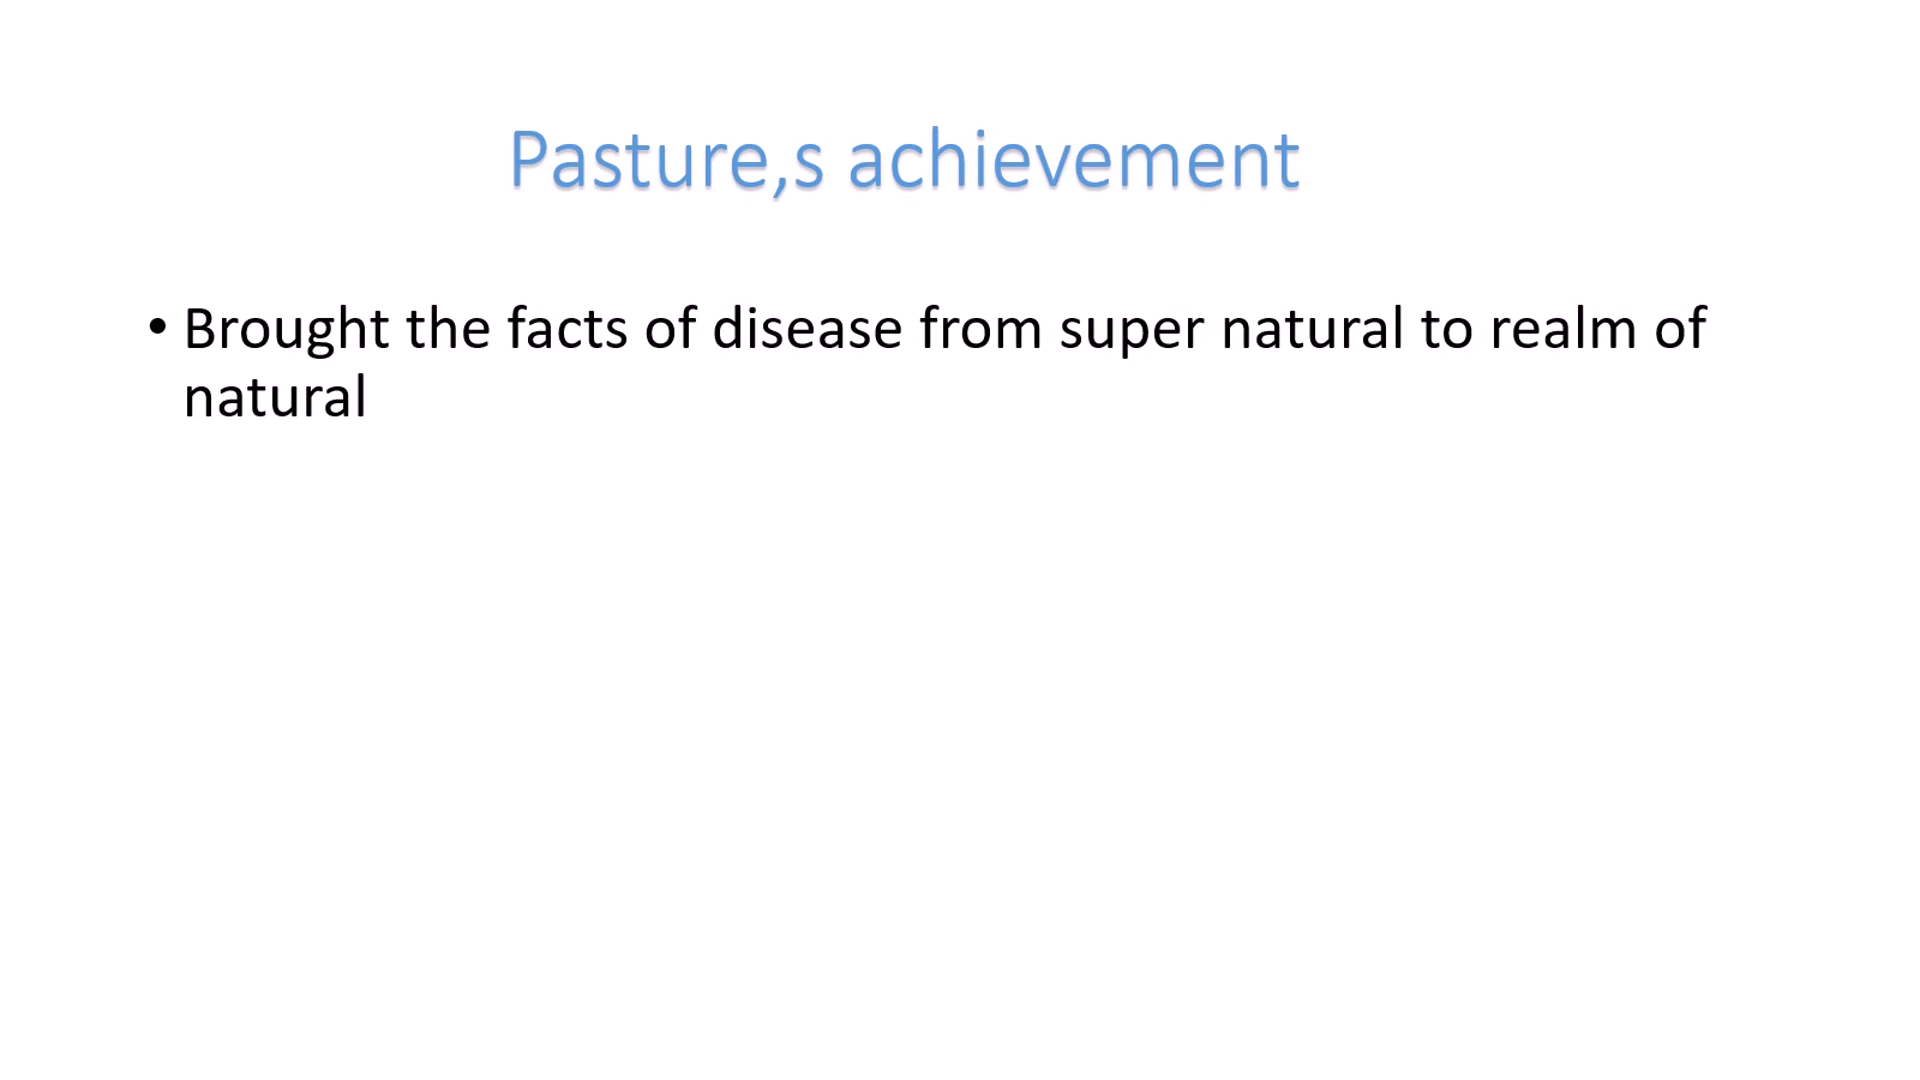 Pasture,s achievement
• Brought the facts of disease from super natural to realm of
natural